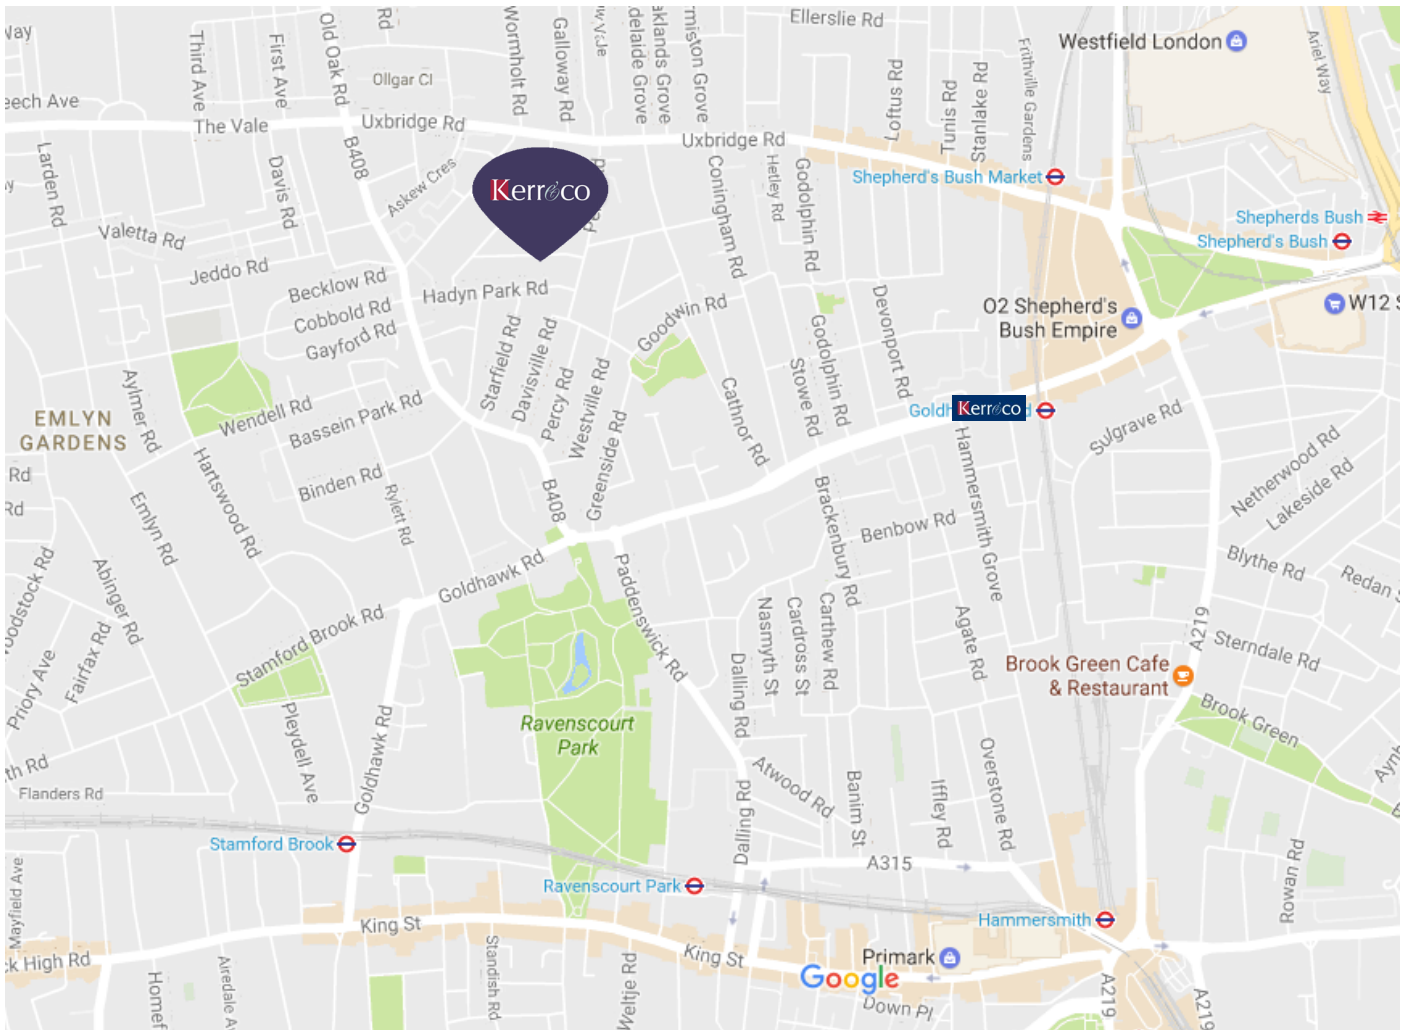 Ellerslie Rd
Westfield London
Third Ave
First Ave
Old Oak Rd
Rd
Wormholt Rd
Galloway Rd
Ariel Way
Ollgar Cl
Loftus Rd
Tunis Rd
Stanlake Rd
Frithville Gardens
The Vale
Uxbridge Rd
Uxbridge Rd
Larden Rd
B408
Davis Rd
Askew Cres
Kerr&co
Coningham Rd
Hetley Rd
Godolphin Rd
Shepherd's Bush Market
Shepherds Bush
Shepherd's Bush
Valetta Rd
Jeddo Rd
Becklow Rd
Hadyn Park Rd
Cobbold Rd
Gayford Rd
Goodwin Rd
Devonport Rd
O2 Shepherd's
Bush Empire
W12
Starfield Rd
Davisville Rd
Percy Rd
Westville Rd
Greenside Rd
Godolphin Rd
Stowe Rd
Cathnor Rd
Aylmer Rd
EMLYN
GARDENS
Wendell Rd
Bassein Park Rd
Kerr&co
Sulgrave Rd
Hartswood Rd
Binden Rd
Rylett Rd
B408
Brackenbury Rd
Hammersmith Grove
Netherwood Rd
Lakeside Rd
Rd
Rd
Emlyn Rd
Benbow Rd
Blythe Rd
Redan
Abinger Rd
Goldhawk Rd
Paddenswick Rd
Nasmyth St
Cardross St
Carthew Rd
Agate Rd
A219
Sterndale Rd
Fairfax Rd
Priory Ave
Stamford Brook Rd
Dalling Rd
Brook Green Cafe
& Restaurant
Brook Green
Pleydell Ave
Goldhawk Rd
Ravenscourt
Park
Atwood Rd
Banim St
Iffley Rd
Overstone Rd
Flanders Rd
Dalling Rd
Stamford Brook
A315
Ravenscourt Park
Rowan Rd
Mayfield Ave
King St
Hammersmith
High Rd
Airedale
Standish Rd
Weltje Rd
King St
Primark
Google
Down Pl
A219
A219